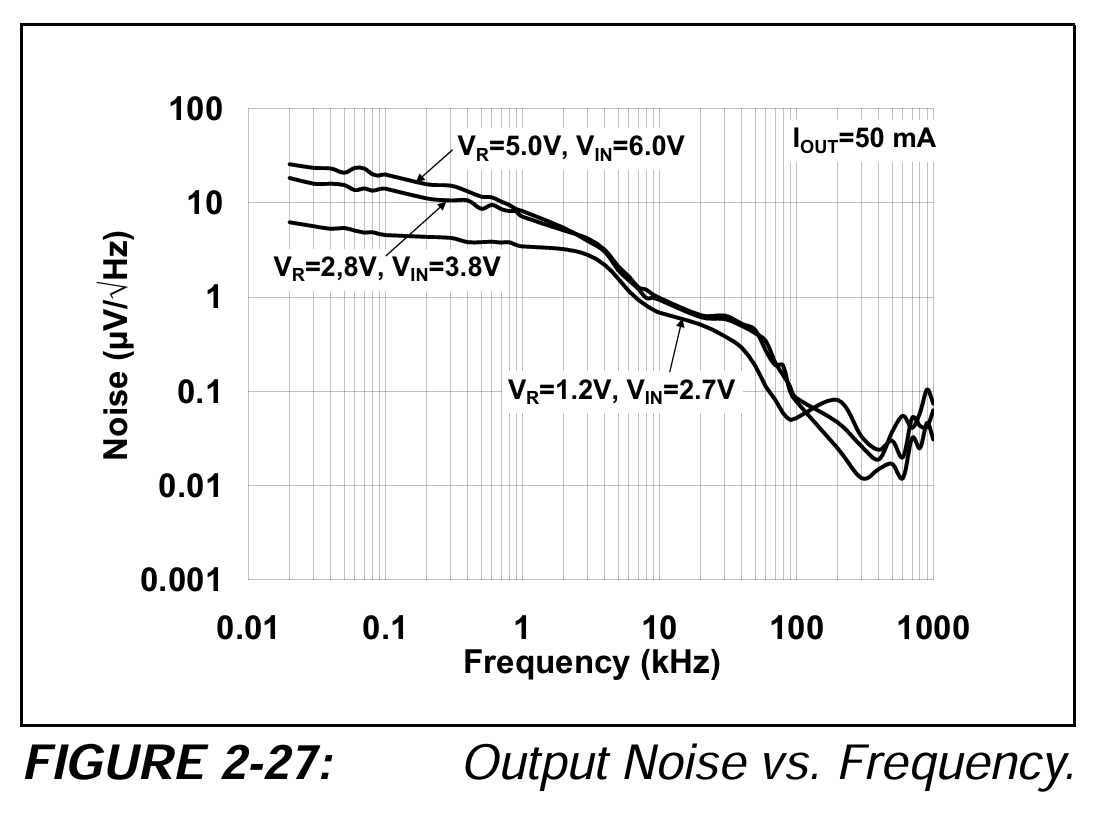 100
10
1
0.1
0.01
0.001
Noise (µV/√Hz)
V_R=5.0V, V_IN=6.0V
I_OUT=50 mA
V_R=2,8V, V_IN=3.8V
V_R=1.2V, V_IN=2.7V
0.01 0.1 1 10 100 1000
Frequency (kHz)
FIGURE 2-27: Output Noise vs. Frequency.